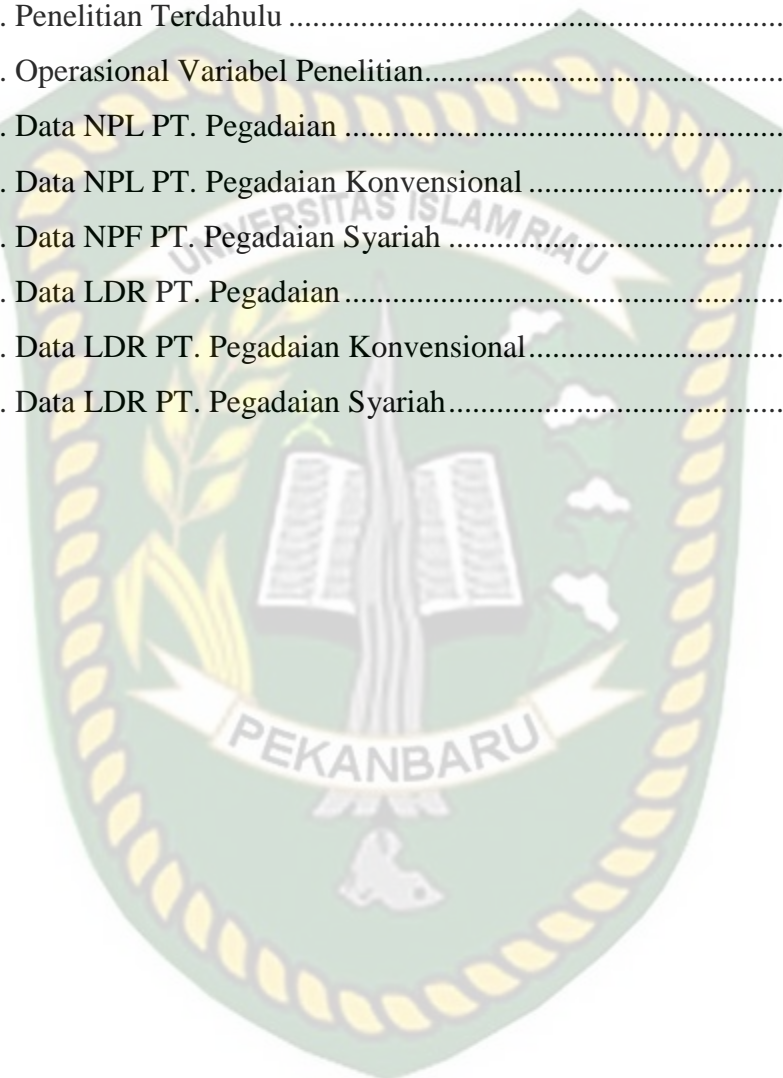 . Penelitian Terdahulu ........................................................
. Operasional Variabel Penelitian........................................
. Data NPL PT. Pegadaian ..................................................
. Data NPL PT. Pegadaian Konvensional ............................
. Data NPF PT. Pegadaian Syariah .....................................
. Data LDR PT. Pegadaian ..................................................
. Data LDR PT. Pegadaian Konvensional............................
. Data LDR PT. Pegadaian Syariah.....................................
UNIVERSITAS ISLAM RIAU
PEKANBARU